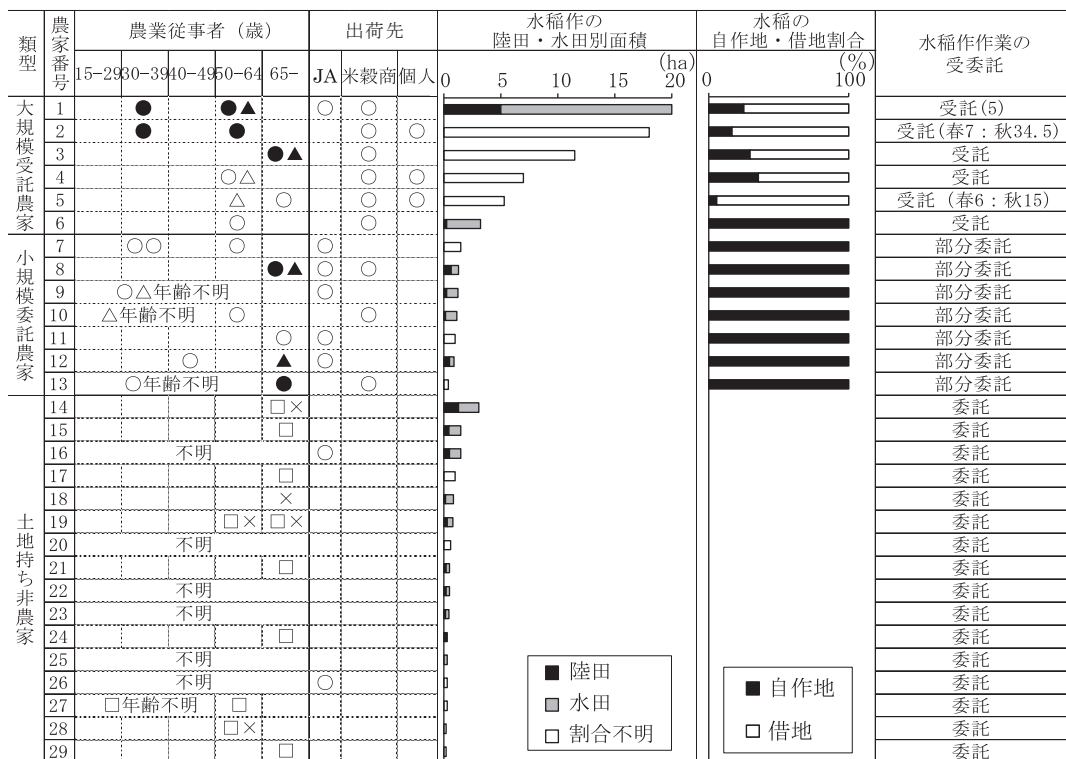 類型 農家番号 農業従事者（歳） 出荷先 水稲作の陸田・水田別面積 水稲の自作地・借地割合 水稲作作業の受委託
15-29 30-39 40-49 50-64 65- JA 米穀商 個人 0 5 10 15 20 (ha) 0 100 (%)
大規模受託農家
1 ● ●▲ ○ ○ 受託(5)
2 ● ● ○ ○ 受託(春7：秋34.5)
3 ●▲ ○ 受託
4 ○△ ○ ○ 受託
5 △ ○ ○ ○ 受託（春6：秋15)
6 ○ ○ 受託
小規模委託農家
7 ○○ ○ ○ 部分委託
8 ●▲ ○ ○ 部分委託
9 ○△年齢不明 ○ 部分委託
10 △年齢不明 ○ ○ 部分委託
11 ○ ○ 部分委託
12 ○ ▲ ○ 部分委託
13 ○年齢不明 ● ○ 部分委託
土地持ち非農家
14 □× 委託
15 □ 委託
16 不明 ○ 委託
17 □ 委託
18 × 委託
19 □× □× 委託
20 不明 委託
21 □ 委託
22 不明 委託
23 不明 委託
24 □ 委託
25 不明 委託
26 不明 ○ 委託
27 □年齢不明 □ 委託
28 □× 委託
29 □ 委託
■ 陸田
水田
□ 割合不明
■ 自作地
□ 借地